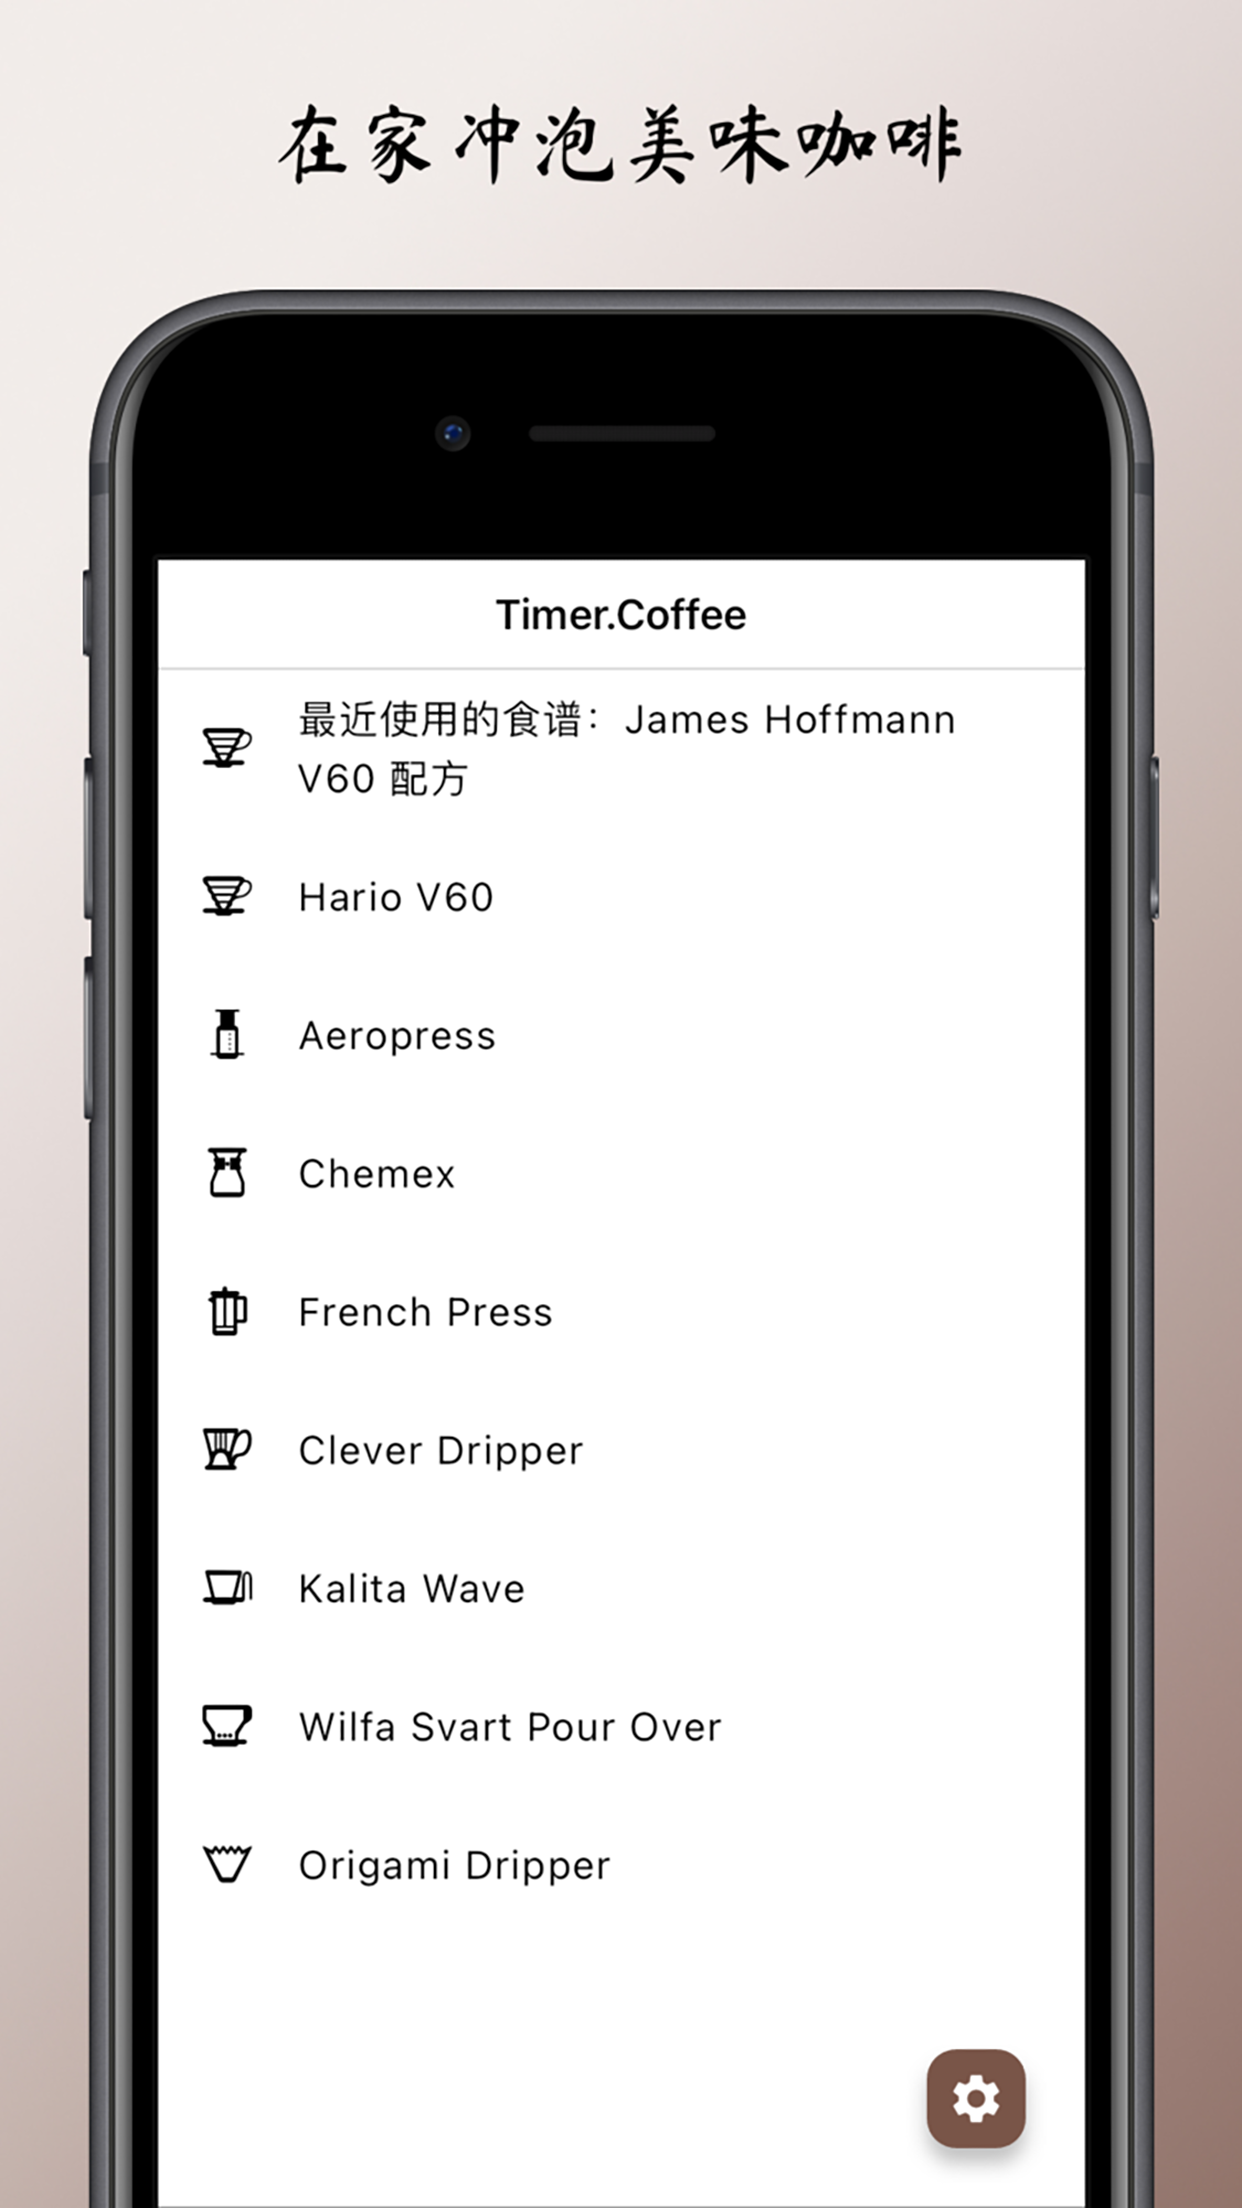 在家冲泡美味咖啡
Timer.Coffee
最近使用的食谱：James Hoffmann
V60 配方
Hario V60
Aeropress
Chemex
French Press
Clever Dripper
Kalita Wave
Wilfa Svart Pour Over
Origami Dripper